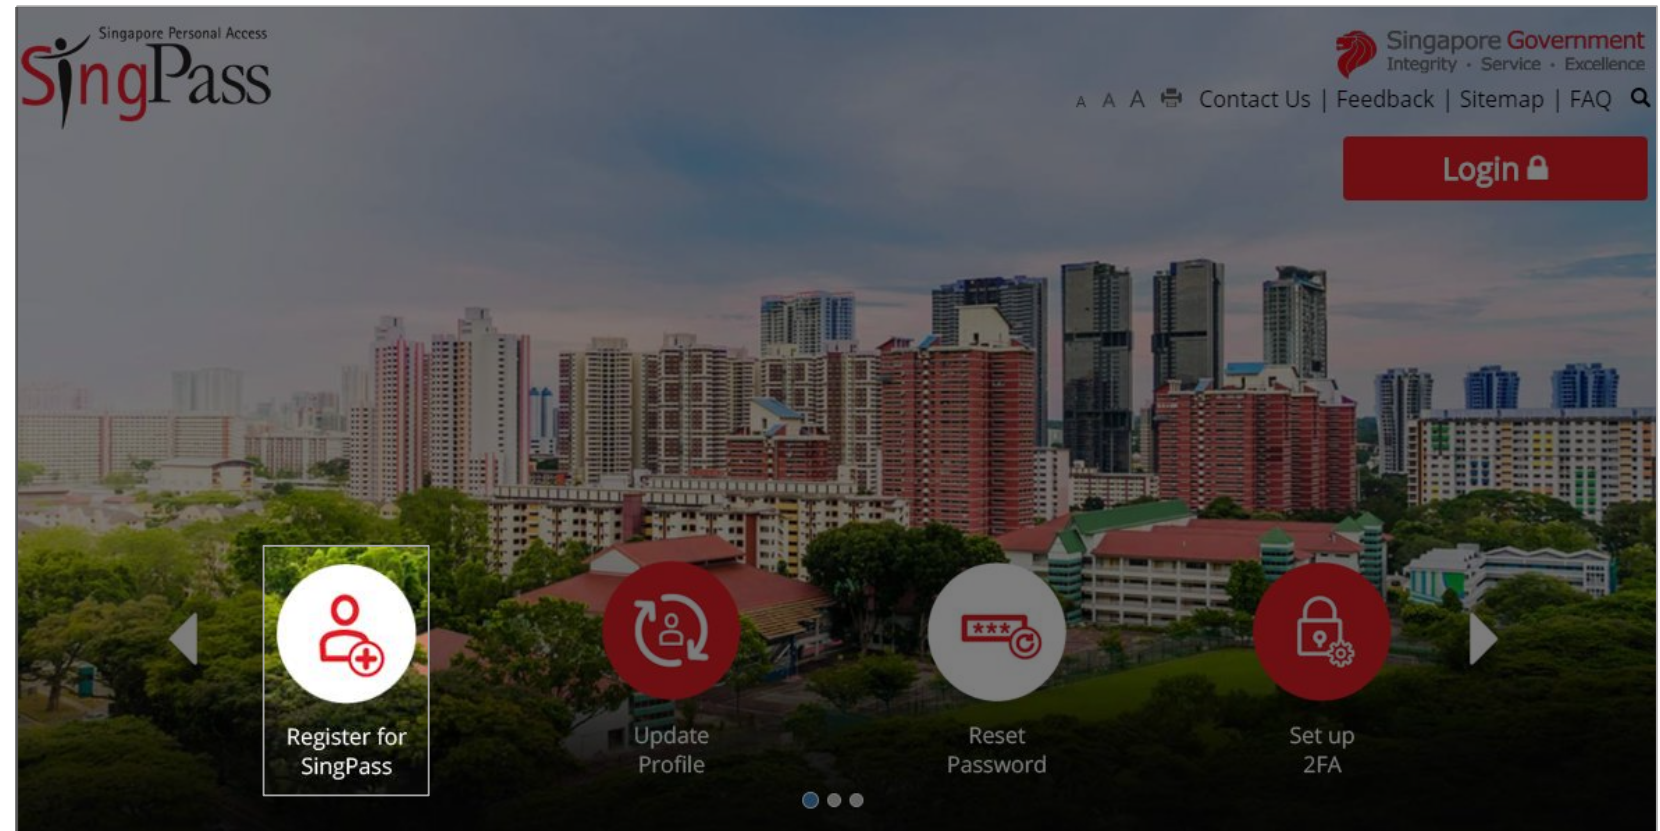 Singapore Personal Access
SingPass
Singapore Government
Integrity · Service · Excellence
A A A Contact Us | Feedback | Sitemap | FAQ
Login
***
Register for
SingPass
Update
Profile
Reset
Password
Set up
2FA